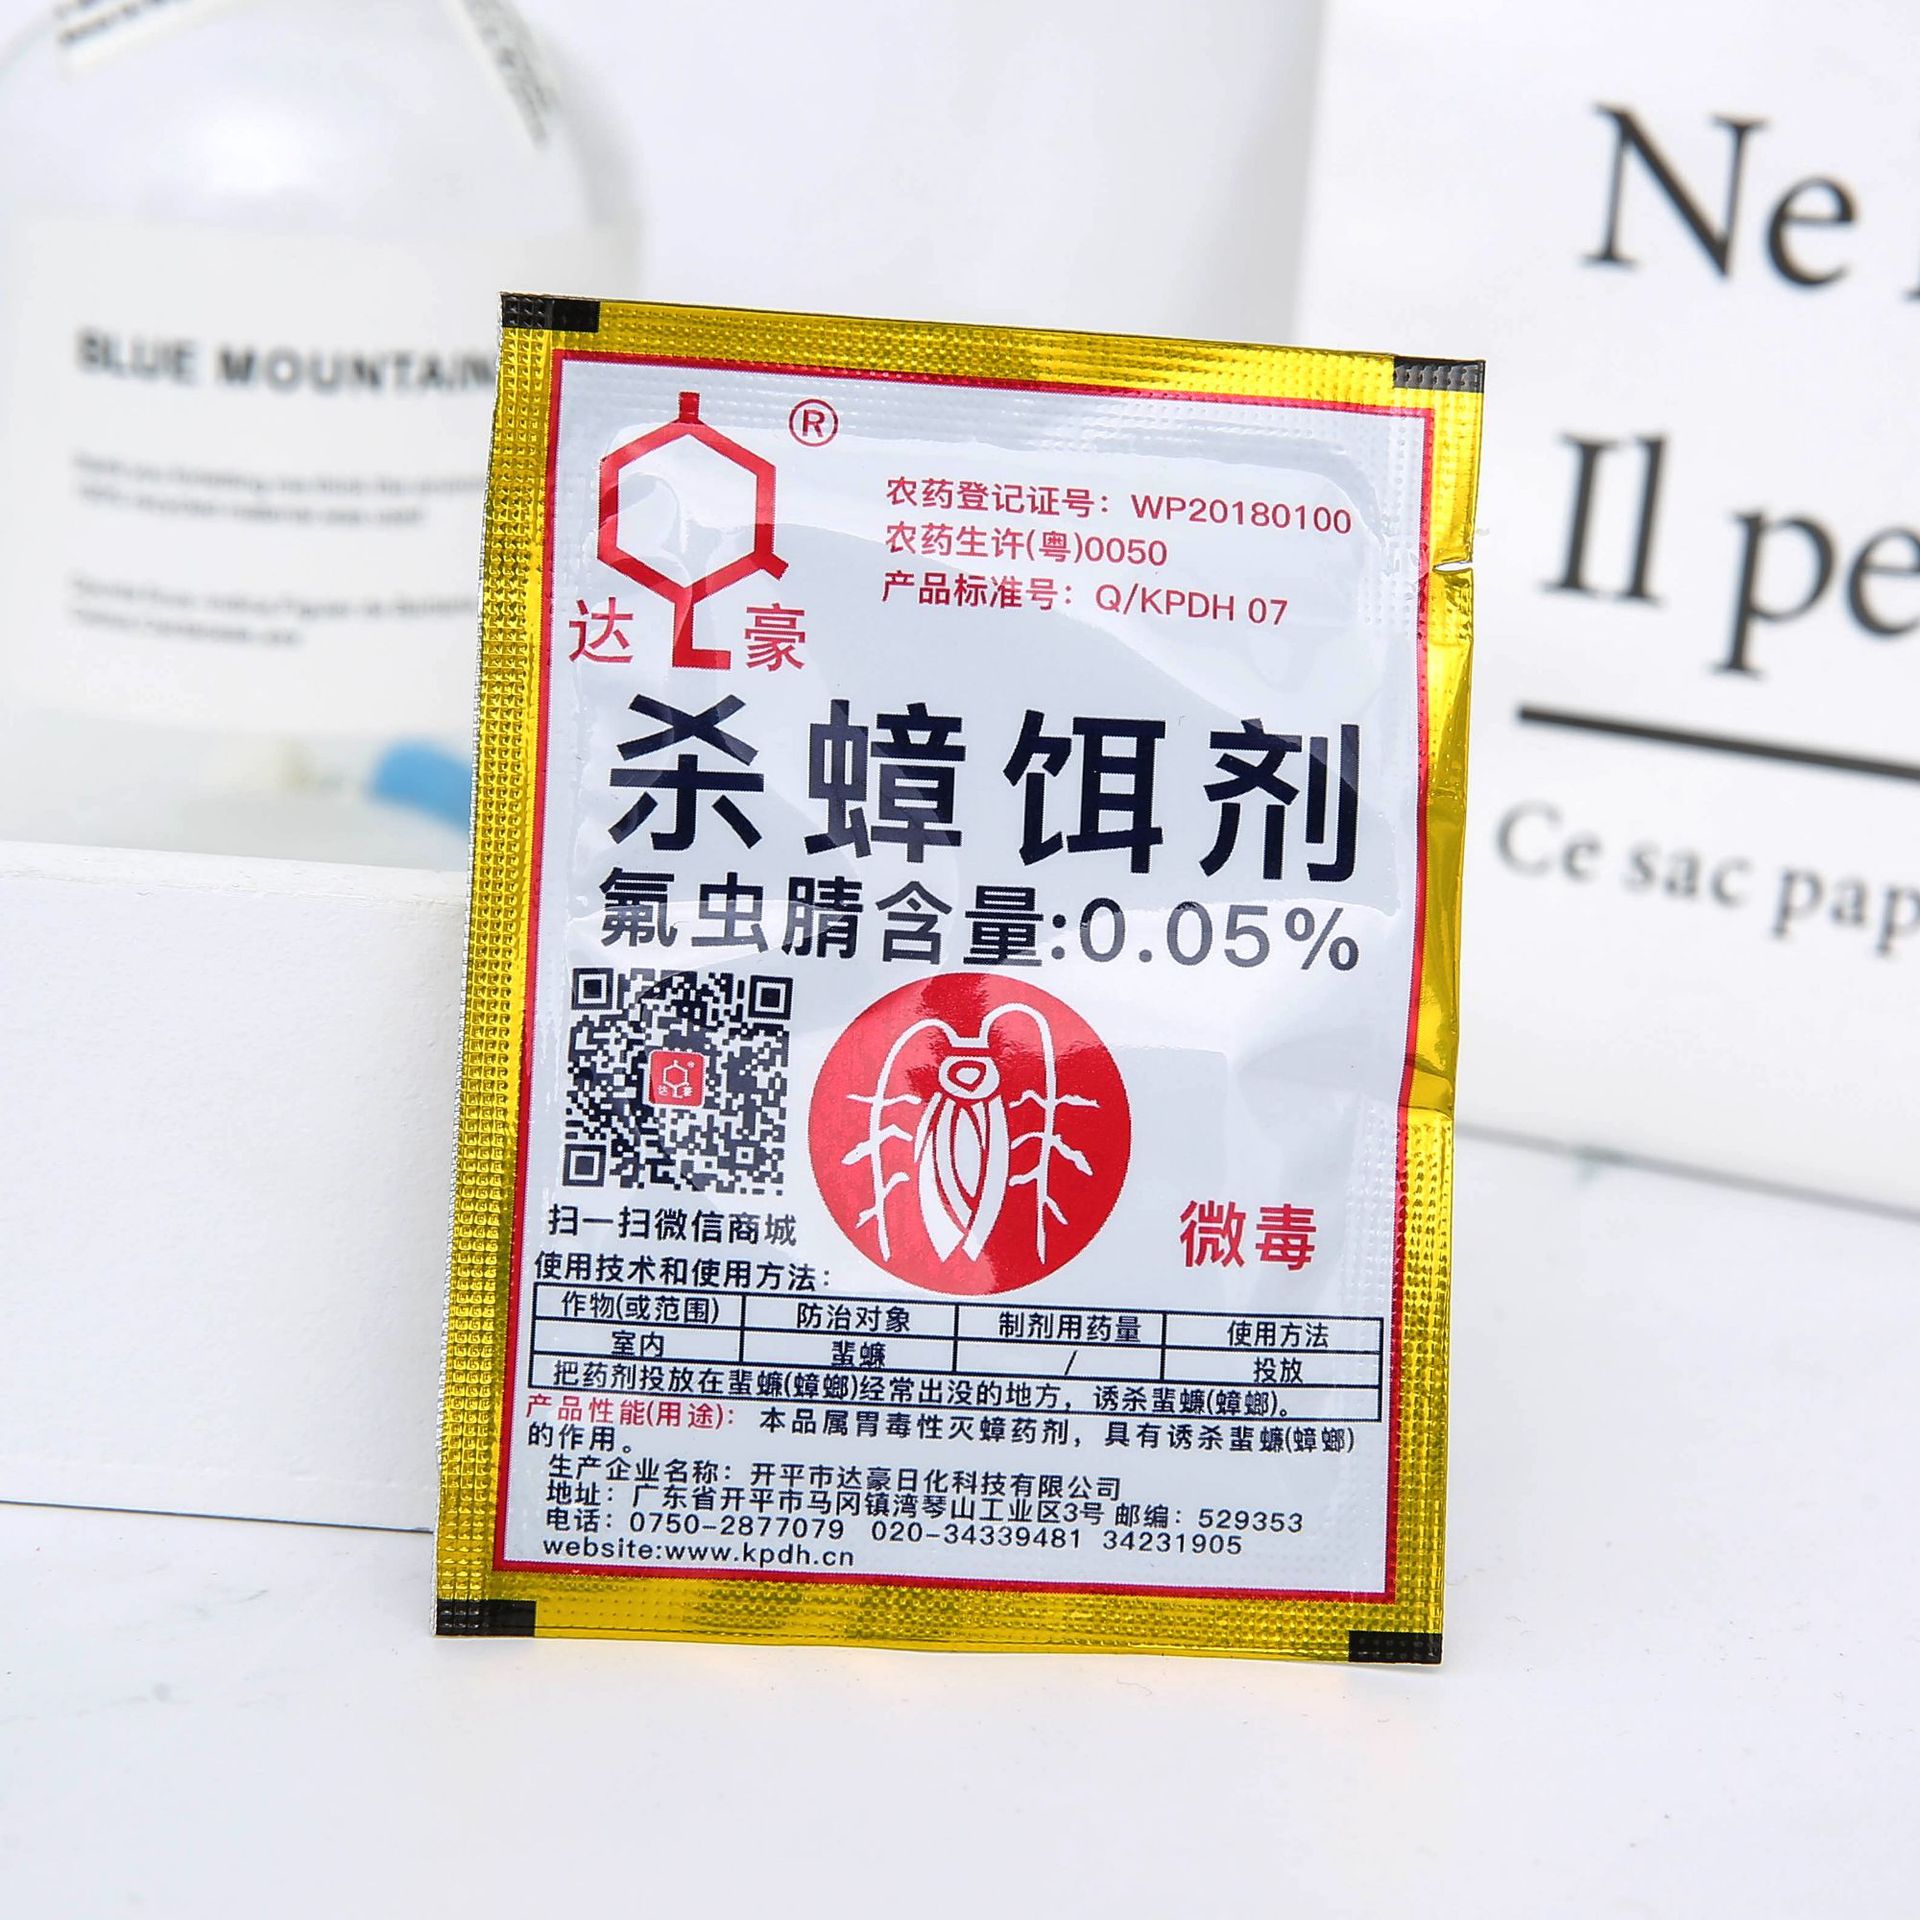 BLUE MOUNTAIN
Ne
Il pe
Ce sac pap
®
达豪
农药登记证号：WP20180100
农药生许(粤)0050
产品标准号：Q/KPDH 07
杀蟑饵剂
氟虫腈含量:0.05%
达豪
扫一扫微信商城
微毒
使用技术和使用方法：
作物(或范围) 防治对象 制剂用药量 使用方法
室内 蜚蠊 / 投放
把药剂投放在蜚蠊(蟑螂)经常出没的地方，诱杀蜚蠊(蟑螂)。
产品性能(用途)：本品属胃毒性灭蟑药剂，具有诱杀蜚蠊(蟑螂)
的作用。
生产企业名称：开平市达豪日化科技有限公司
地址：广东省开平市马冈镇湾琴山工业区3号 邮编：529353
电话：0750-2877079 020-34339481 34231905
website:www.kpdh.cn